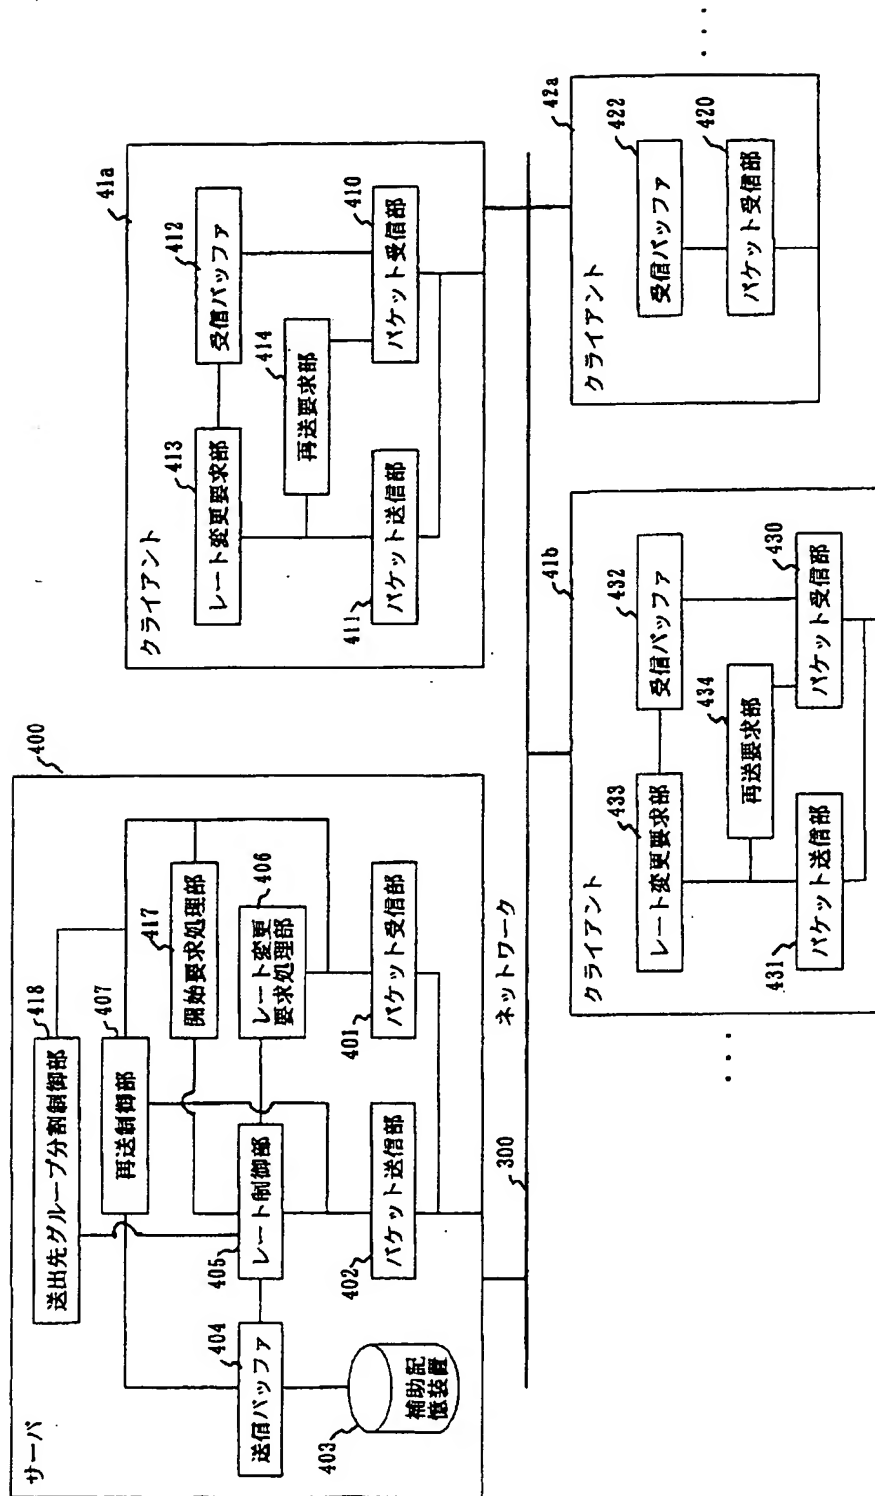 サーバ
400
送出先グループ分割制御部
418
再送制御部
407
開始要求処理部
417
送信バッファ
404
レート制御部
405
レート変更
要求処理部
406
補助記
憶装置
403
パケット送信部
402
パケット受信部
401
クライアント
41a
レート変更要求部
413
受信バッファ
412
再送要求部
414
パケット送信部
411
パケット受信部
410
300
ネットワーク
・・・
クライアント
41b
レート変更要求部
433
受信バッファ
432
再送要求部
434
パケット送信部
431
パケット受信部
430
クライアント
42a
受信バッファ
422
パケット受信部
420
・・・